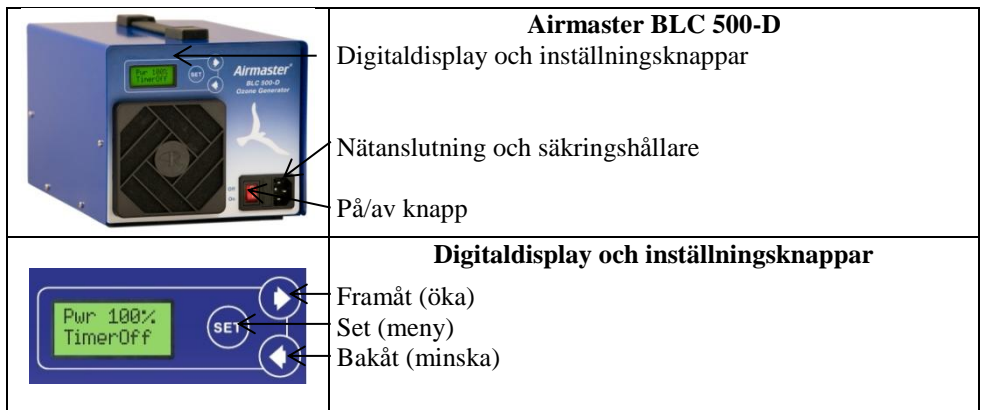 Airmaster BLC 500-D
Digitaldisplay och inställningsknappar
Pwr 100%
TimerOff
SET
Airmaster®
BLC 500-D
Ozone Generator
Nätanslutning och säkringshållare
Off
On
På/av knapp
Digitaldisplay och inställningsknappar
Pwr 100%
TimerOff
SET
Framåt (öka)
Set (meny)
Bakåt (minska)